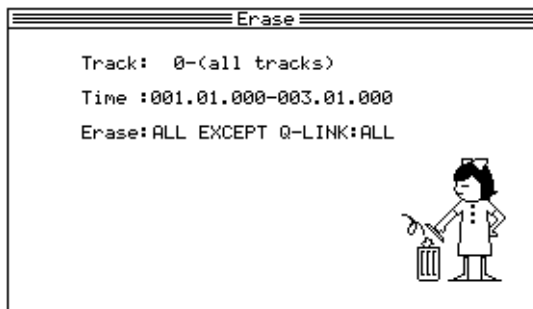 Erase
Track: 0-(all tracks)
Time :001.01.000-003.01.000
Erase:ALL EXCEPT Q-LINK:ALL